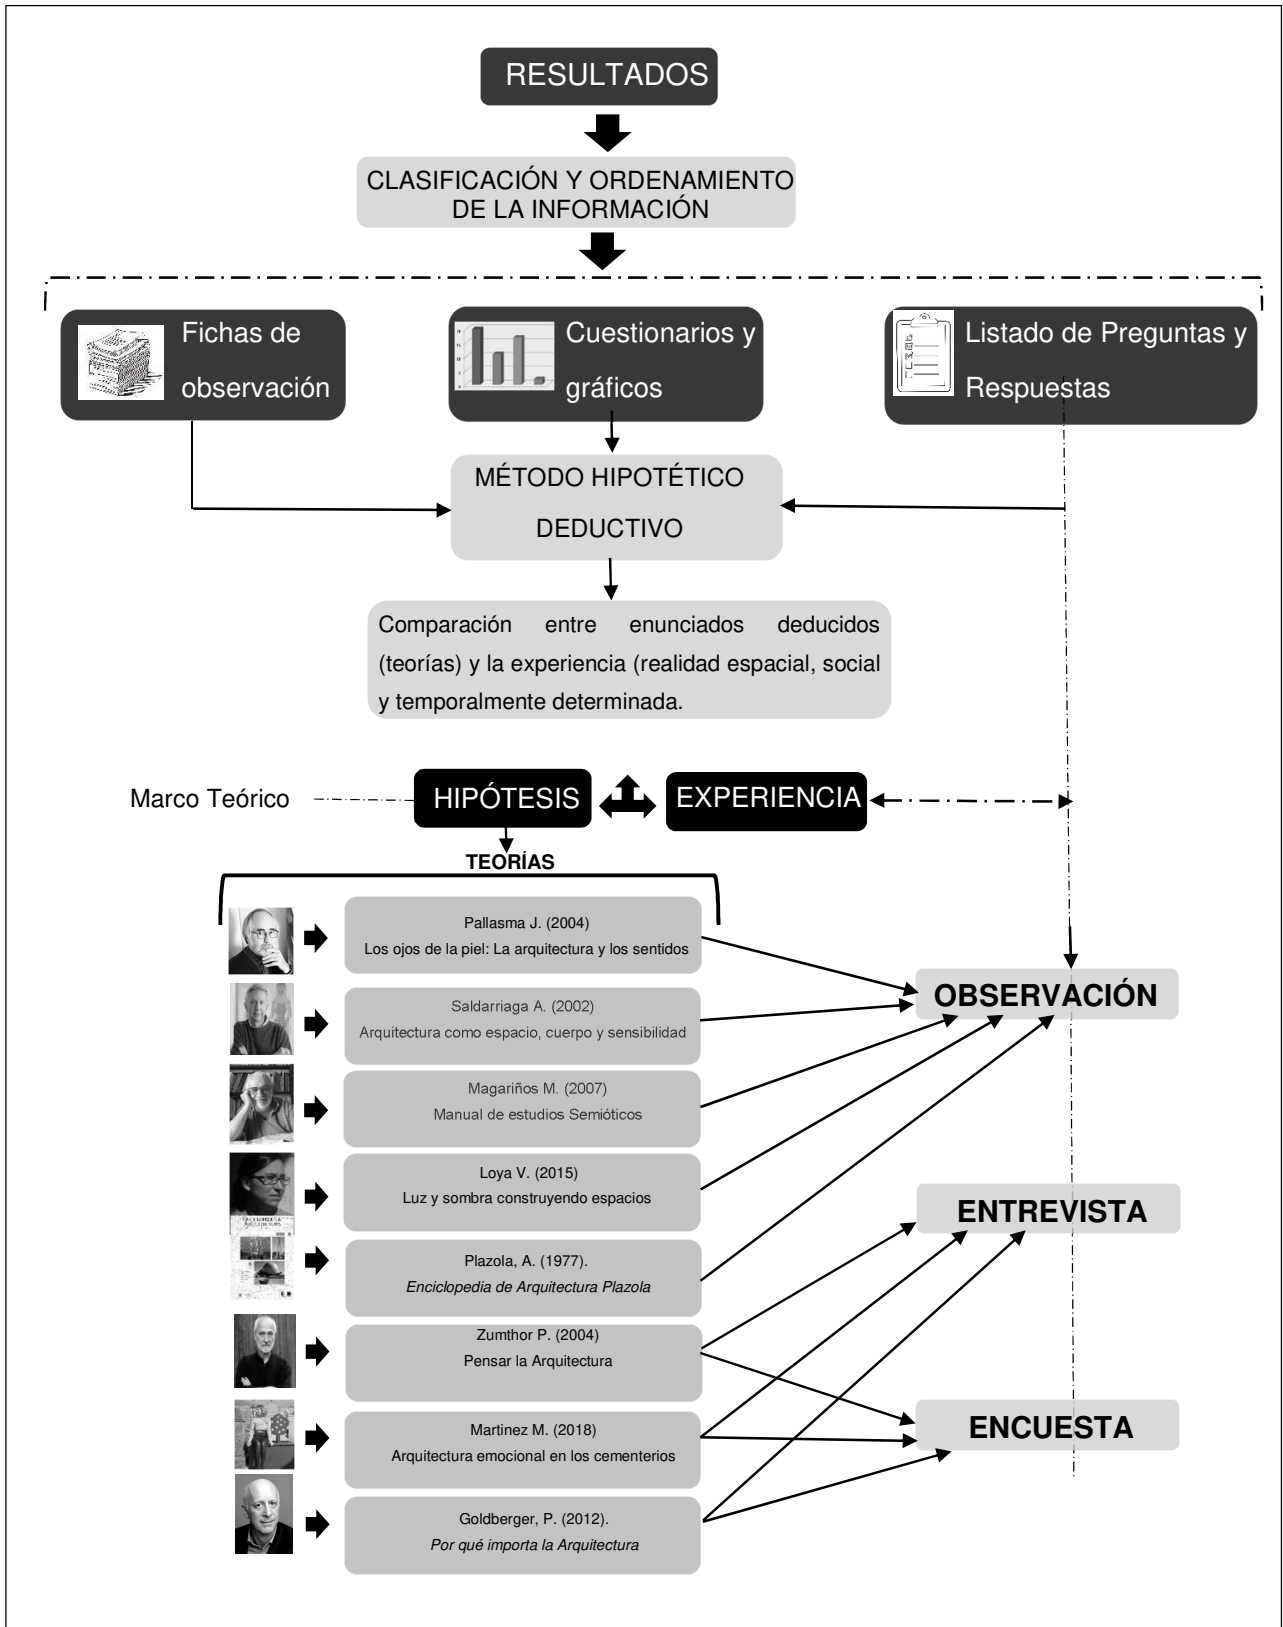 RESULTADOS
CLASIFICACIÓN Y ORDENAMIENTO
DE LA INFORMACIÓN
Fichas de
observación
Cuestionarios y
gráficos
Listado de Preguntas y
Respuestas
MÉTODO HIPOTÉTICO
DEDUCTIVO
Comparación entre enunciados deducidos
(teorías) y la experiencia (realidad espacial, social
y temporalmente determinada.
Marco Teórico
HIPÓTESIS
EXPERIENCIA
TEORÍAS
Pallasma J. (2004)
Los ojos de la piel: La arquitectura y los sentidos
Saldarriaga A. (2002)
Arquitectura como espacio, cuerpo y sensibilidad
Magariños M. (2007)
Manual de estudios Semióticos
Loya V. (2015)
Luz y sombra construyendo espacios
Plazola, A. (1977).
Enciclopedia de Arquitectura Plazola
Zumthor P. (2004)
Pensar la Arquitectura
Martinez M. (2018)
Arquitectura emocional en los cementerios
Goldberger, P. (2012).
Por qué importa la Arquitectura
OBSERVACIÓN
ENTREVISTA
ENCUESTA